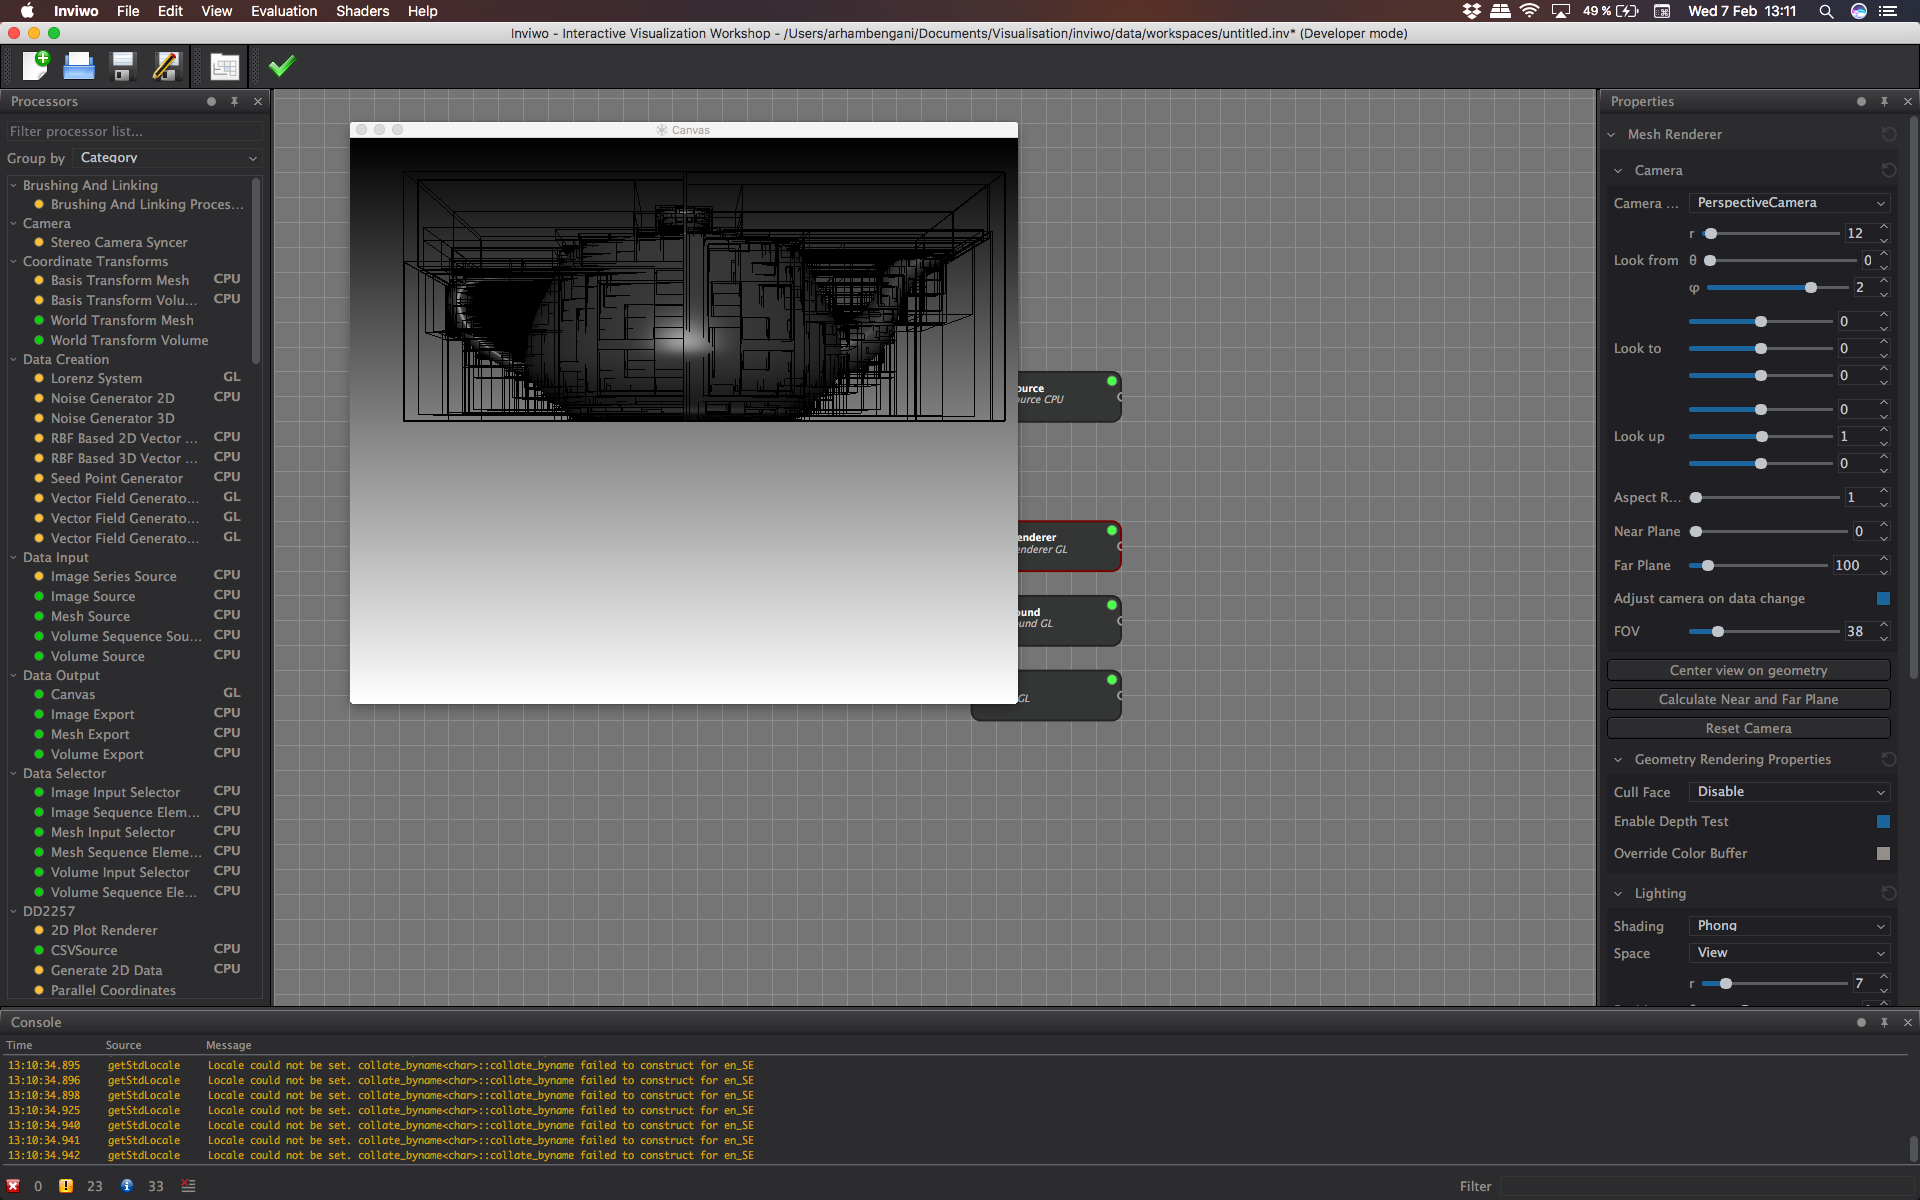 Inviwo File Edit View Evaluation Shaders Help 49 % Wed 7 Feb 13:11
Inviwo - Interactive Visualization Workshop - /Users/arhambengani/Documents/Visualisation/inviwo/data/workspaces/untitled.inv* (Developer mode)
Processors
Filter processor list...
Group by Category
Brushing And Linking
Brushing And Linking Proces...
Camera
Stereo Camera Syncer
Coordinate Transforms
Basis Transform Mesh CPU
Basis Transform Volu... CPU
World Transform Mesh
World Transform Volume
Data Creation
Lorenz System GL
Noise Generator 2D CPU
Noise Generator 3D
RBF Based 2D Vector ... CPU
RBF Based 3D Vector ... CPU
Seed Point Generator CPU
Vector Field Generato... GL
Vector Field Generato... GL
Vector Field Generato... GL
Data Input
Image Series Source CPU
Image Source CPU
Mesh Source CPU
Volume Sequence Sou... CPU
Volume Source CPU
Data Output
Canvas GL
Image Export CPU
Mesh Export CPU
Volume Export CPU
Data Selector
Image Input Selector CPU
Image Sequence Elem... CPU
Mesh Input Selector CPU
Mesh Sequence Eleme... CPU
Volume Input Selector CPU
Volume Sequence Ele... CPU
DD2257
2D Plot Renderer
CSVSource CPU
Generate 2D Data CPU
Parallel Coordinates
Canvas
ource
ource CPU
enderer
enderer GL
ound
und GL
GL
Properties
Mesh Renderer
Camera
Camera ... PerspectiveCamera
r 12
Look from θ 0
φ 2
0
Look to 0
0
0
Look up 1
0
Aspect R... 1
Near Plane 0
Far Plane 100
Adjust camera on data change
FOV 38
Center view on geometry
Calculate Near and Far Plane
Reset Camera
Geometry Rendering Properties
Cull Face Disable
Enable Depth Test
Override Color Buffer
Lighting
Shading Phong
Space View
r 7
Console
Time Source Message
13:10:34.895 getStdLocale Locale could not be set. collate_byname<char>::collate_byname failed to construct for en_SE
13:10:34.896 getStdLocale Locale could not be set. collate_byname<char>::collate_byname failed to construct for en_SE
13:10:34.898 getStdLocale Locale could not be set. collate_byname<char>::collate_byname failed to construct for en_SE
13:10:34.925 getStdLocale Locale could not be set. collate_byname<char>::collate_byname failed to construct for en_SE
13:10:34.940 getStdLocale Locale could not be set. collate_byname<char>::collate_byname failed to construct for en_SE
13:10:34.941 getStdLocale Locale could not be set. collate_byname<char>::collate_byname failed to construct for en_SE
13:10:34.942 getStdLocale Locale could not be set. collate_byname<char>::collate_byname failed to construct for en_SE
0 23 33 Filter